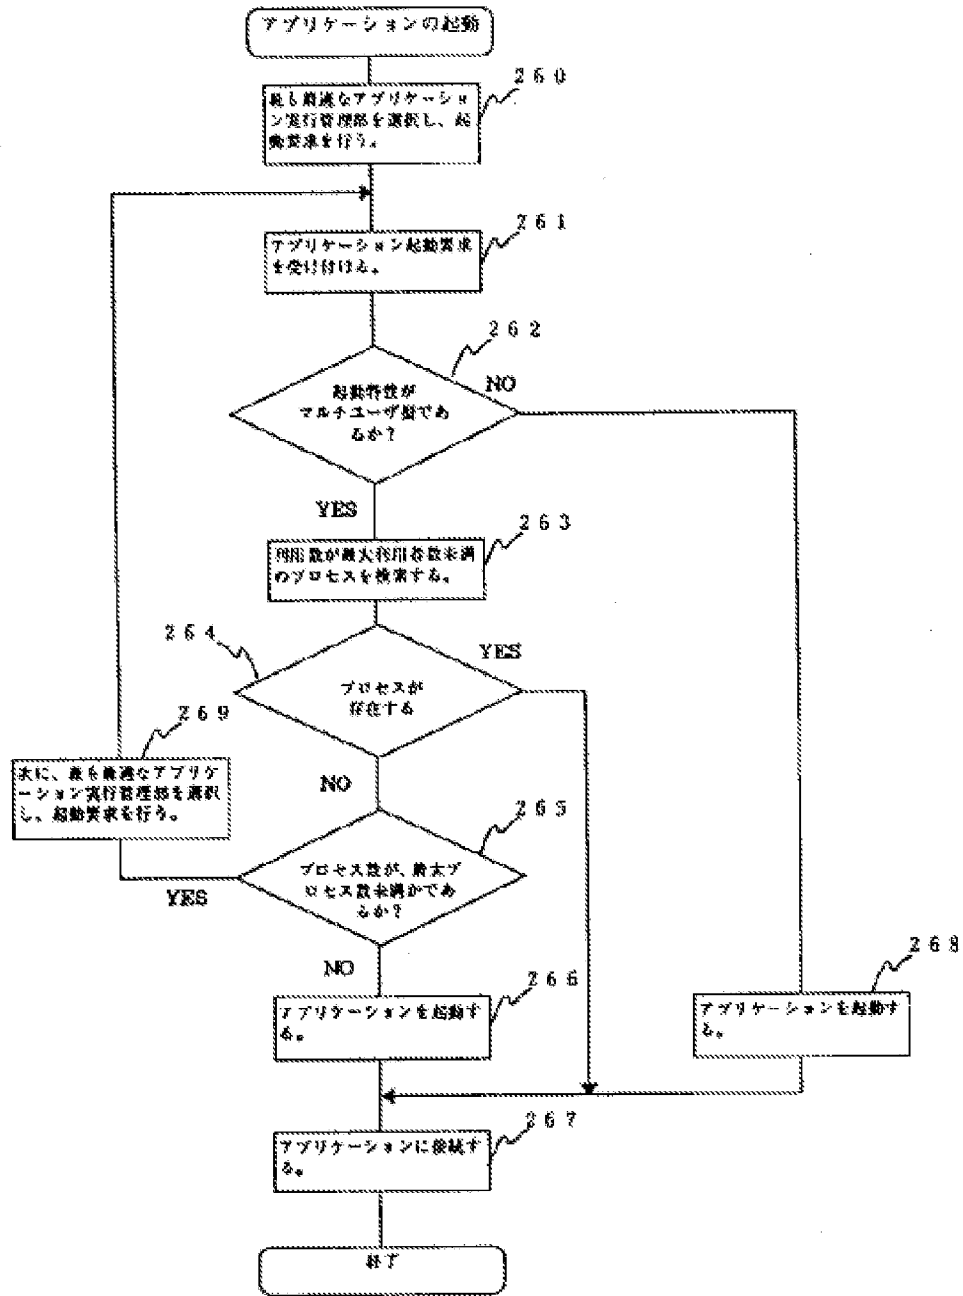 アプリケーションの起動
260
最も最適なアプリケーショ
ン実行管理部を選択し、起
動要求を行う。
261
アプリケーション起動要求
を受け付ける。
262
起動特性が
マルチユーザ型であ
るか?
NO
YES
263
利用数が最大利用者数未満
のプロセスを検索する。
264
YES
プロセスが
存在する
269
次に、最も最適なアプリケ
ーション実行管理部を選択
し、起動要求を行う。
NO
265
プロセス数が、最大プ
ロセス数未満かであ
るか?
YES
NO
266
アプリケーションを起動す
る。
268
アプリケーションを起動す
る。
267
アプリケーションに接続す
る。
終了